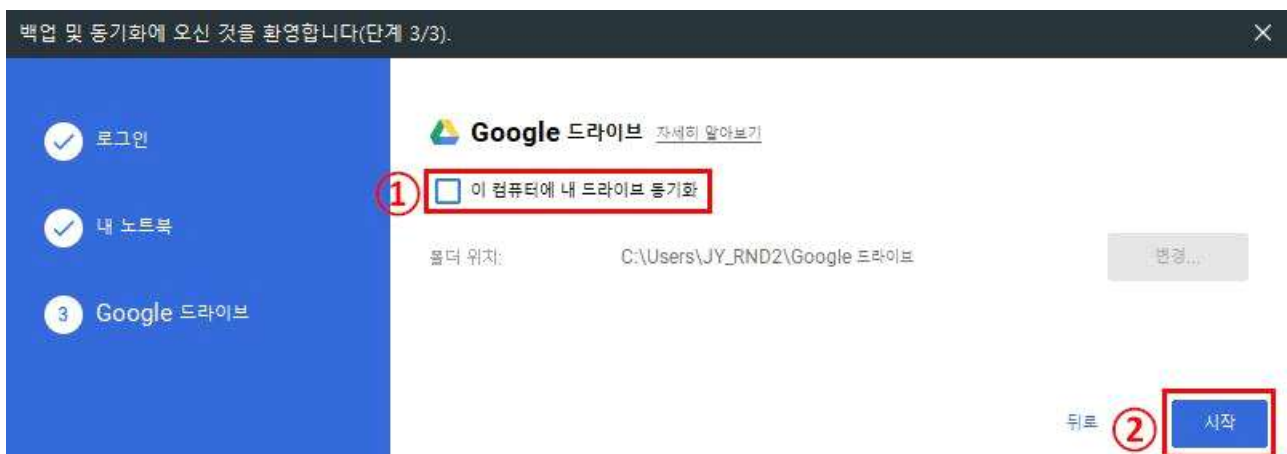 백업 및 동기화에 오신 것을 환영합니다(단계 3/3).
로그인
내 노트북
3 Google 드라이브
Google 드라이브 자세히 알아보기
① 이 컴퓨터에 내 드라이브 동기화
폴더 위치: C:\Users\JY_RND2\Google 드라이브 변경...
뒤로 ② 시작